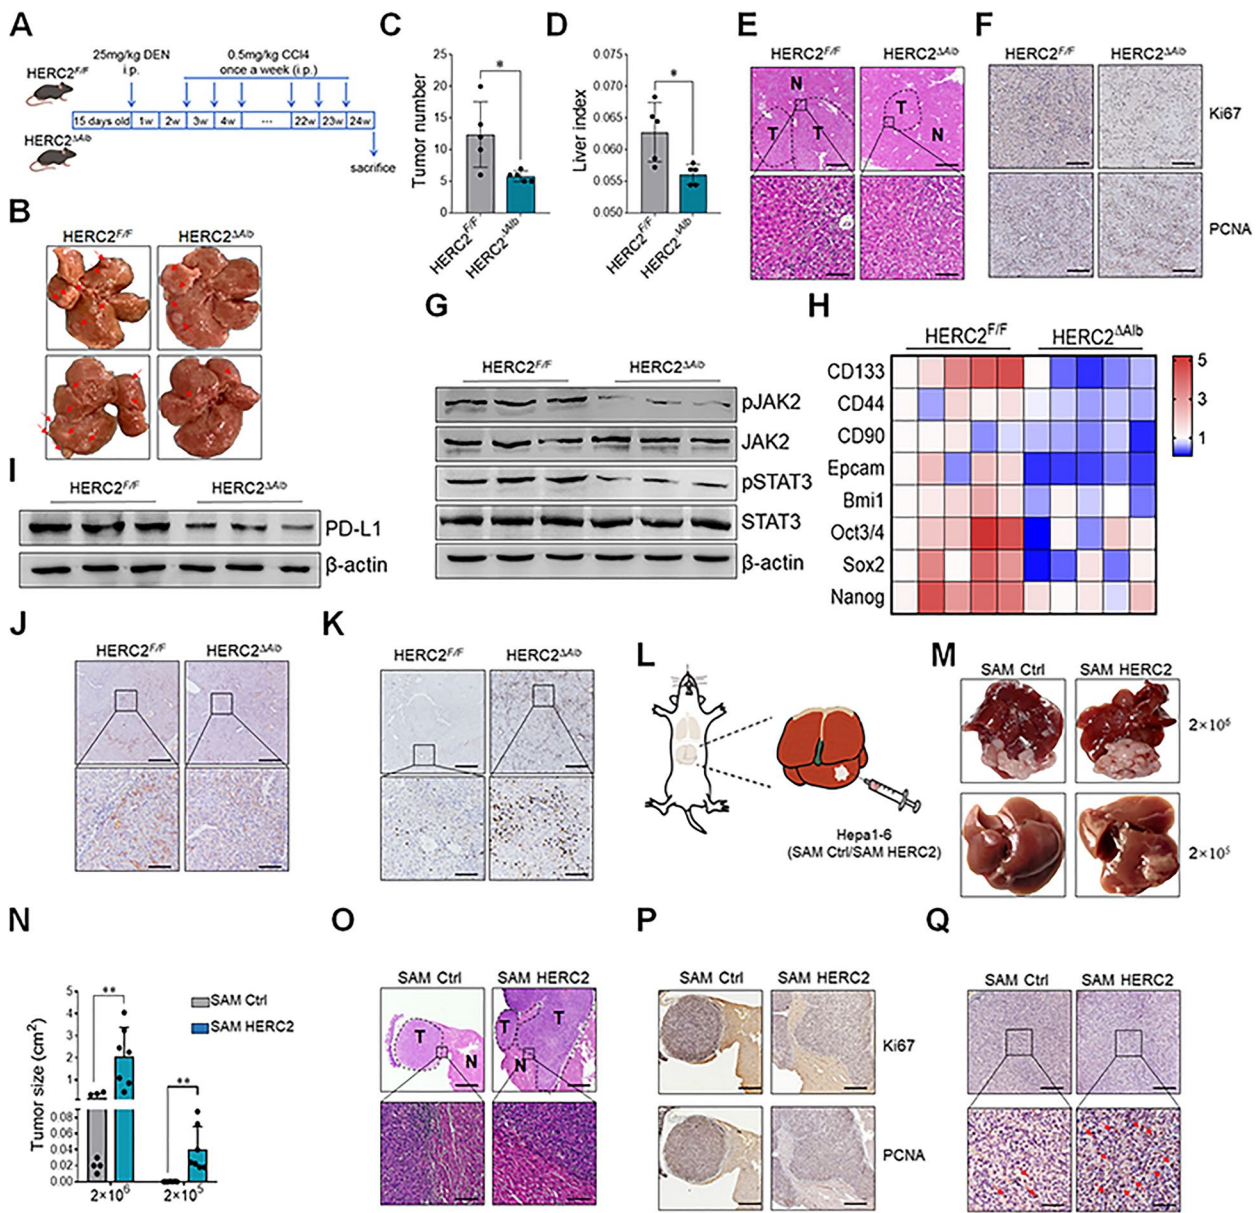 A
25mg/kg DEN
i.p.
0.5mg/kg CCl4
once a week (i.p.)
HERC2F/F
15 days old 1w 2w 3w 4w --- 22w 23w 24w
HERC2ΔAlb
sacrifice
B
HERC2F/F HERC2ΔAlb
C
Tumor number
25
20
15
10
5
0
HERC2F/F HERC2ΔAlb
*
D
Liver index
0.075
0.070
0.065
0.060
0.055
0.050
HERC2F/F HERC2ΔAlb
*
E
HERC2F/F HERC2ΔAlb
N
T T
T
N
F
HERC2F/F HERC2ΔAlb
Ki67
PCNA
G
HERC2F/F HERC2ΔAlb
pJAK2
JAK2
pSTAT3
STAT3
β-actin
H
HERC2F/F HERC2ΔAlb
CD133
CD44
CD90
Epcam
Bmi1
Oct3/4
Sox2
Nanog
5
3
1
I
HERC2F/F HERC2ΔAlb
PD-L1
β-actin
J
HERC2F/F HERC2ΔAlb
K
HERC2F/F HERC2ΔAlb
L
Hepa1-6
(SAM Ctrl/SAM HERC2)
M
SAM Ctrl SAM HERC2
2×10⁶
2×10⁵
N
Tumor size (cm²)
5
4
3
2
1
0.08
0.06
0.04
0.02
0.00
** **
SAM Ctrl
SAM HERC2
2×10⁶ 2×10⁵
O
SAM Ctrl SAM HERC2
T
N
T T
N
P
SAM Ctrl SAM HERC2
Ki67
PCNA
Q
SAM Ctrl SAM HERC2